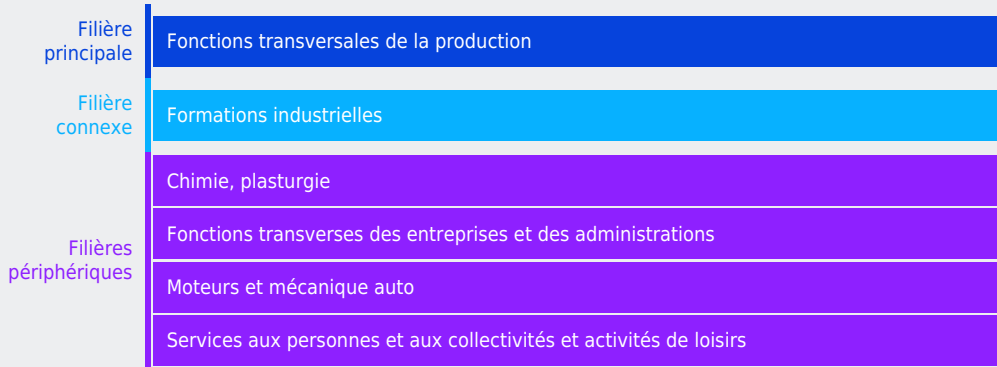 Filière
principale
Fonctions transversales de la production
Filière
connexe
Formations industrielles
Chimie, plasturgie
Fonctions transverses des entreprises et des administrations
Filières
périphériques
Moteurs et mécanique auto
Services aux personnes et aux collectivités et activités de loisirs